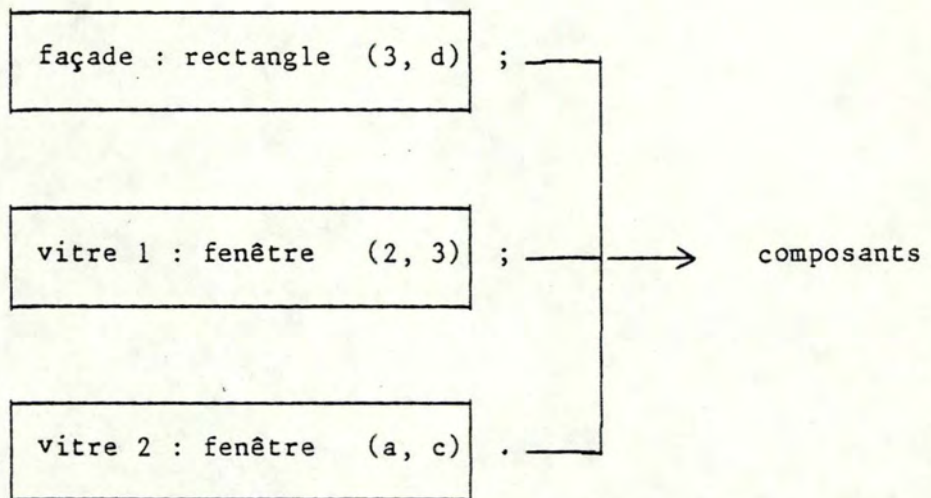 façade : rectangle (3, d) ;
vitre 1 : fenêtre (2, 3) ; composants
vitre 2 : fenêtre (a, c) .